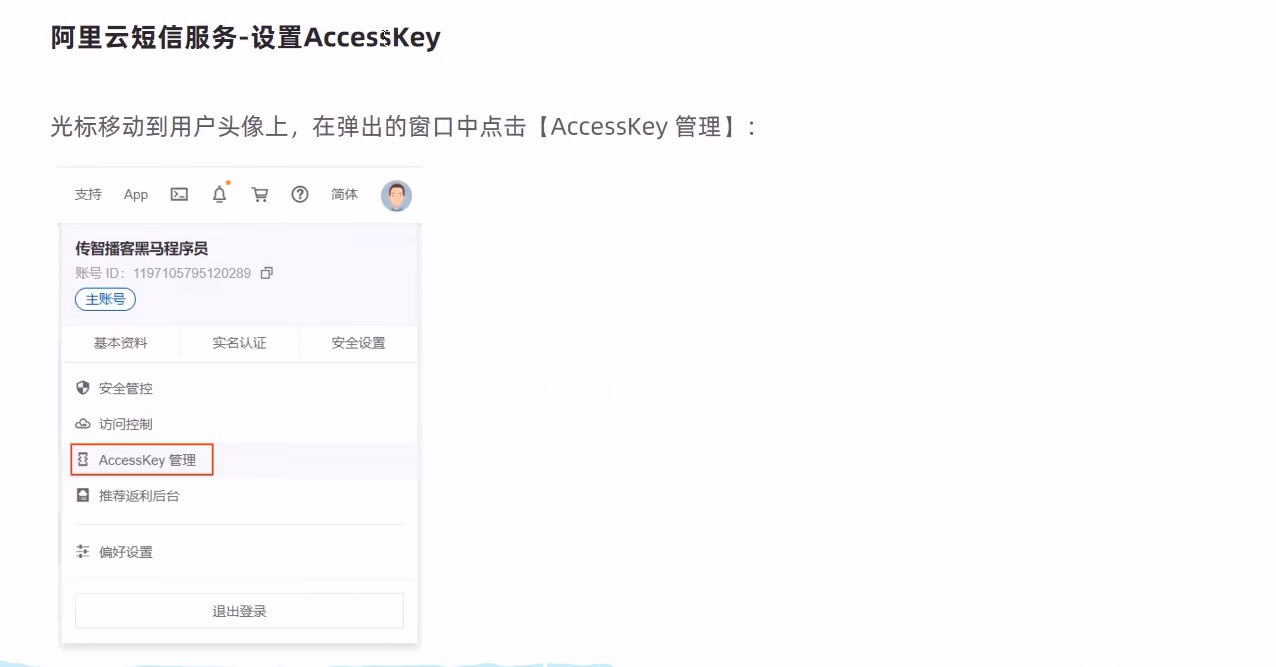 阿里云短信服务-设置AccessKey
光标移动到用户头像上，在弹出的窗口中点击【AccessKey 管理】：
支持 App 简体
传智播客黑马程序员
账号 ID：1197105795120289
主账号
基本资料 实名认证 安全设置
安全管控
访问控制
AccessKey 管理
推荐返利后台
偏好设置
退出登录